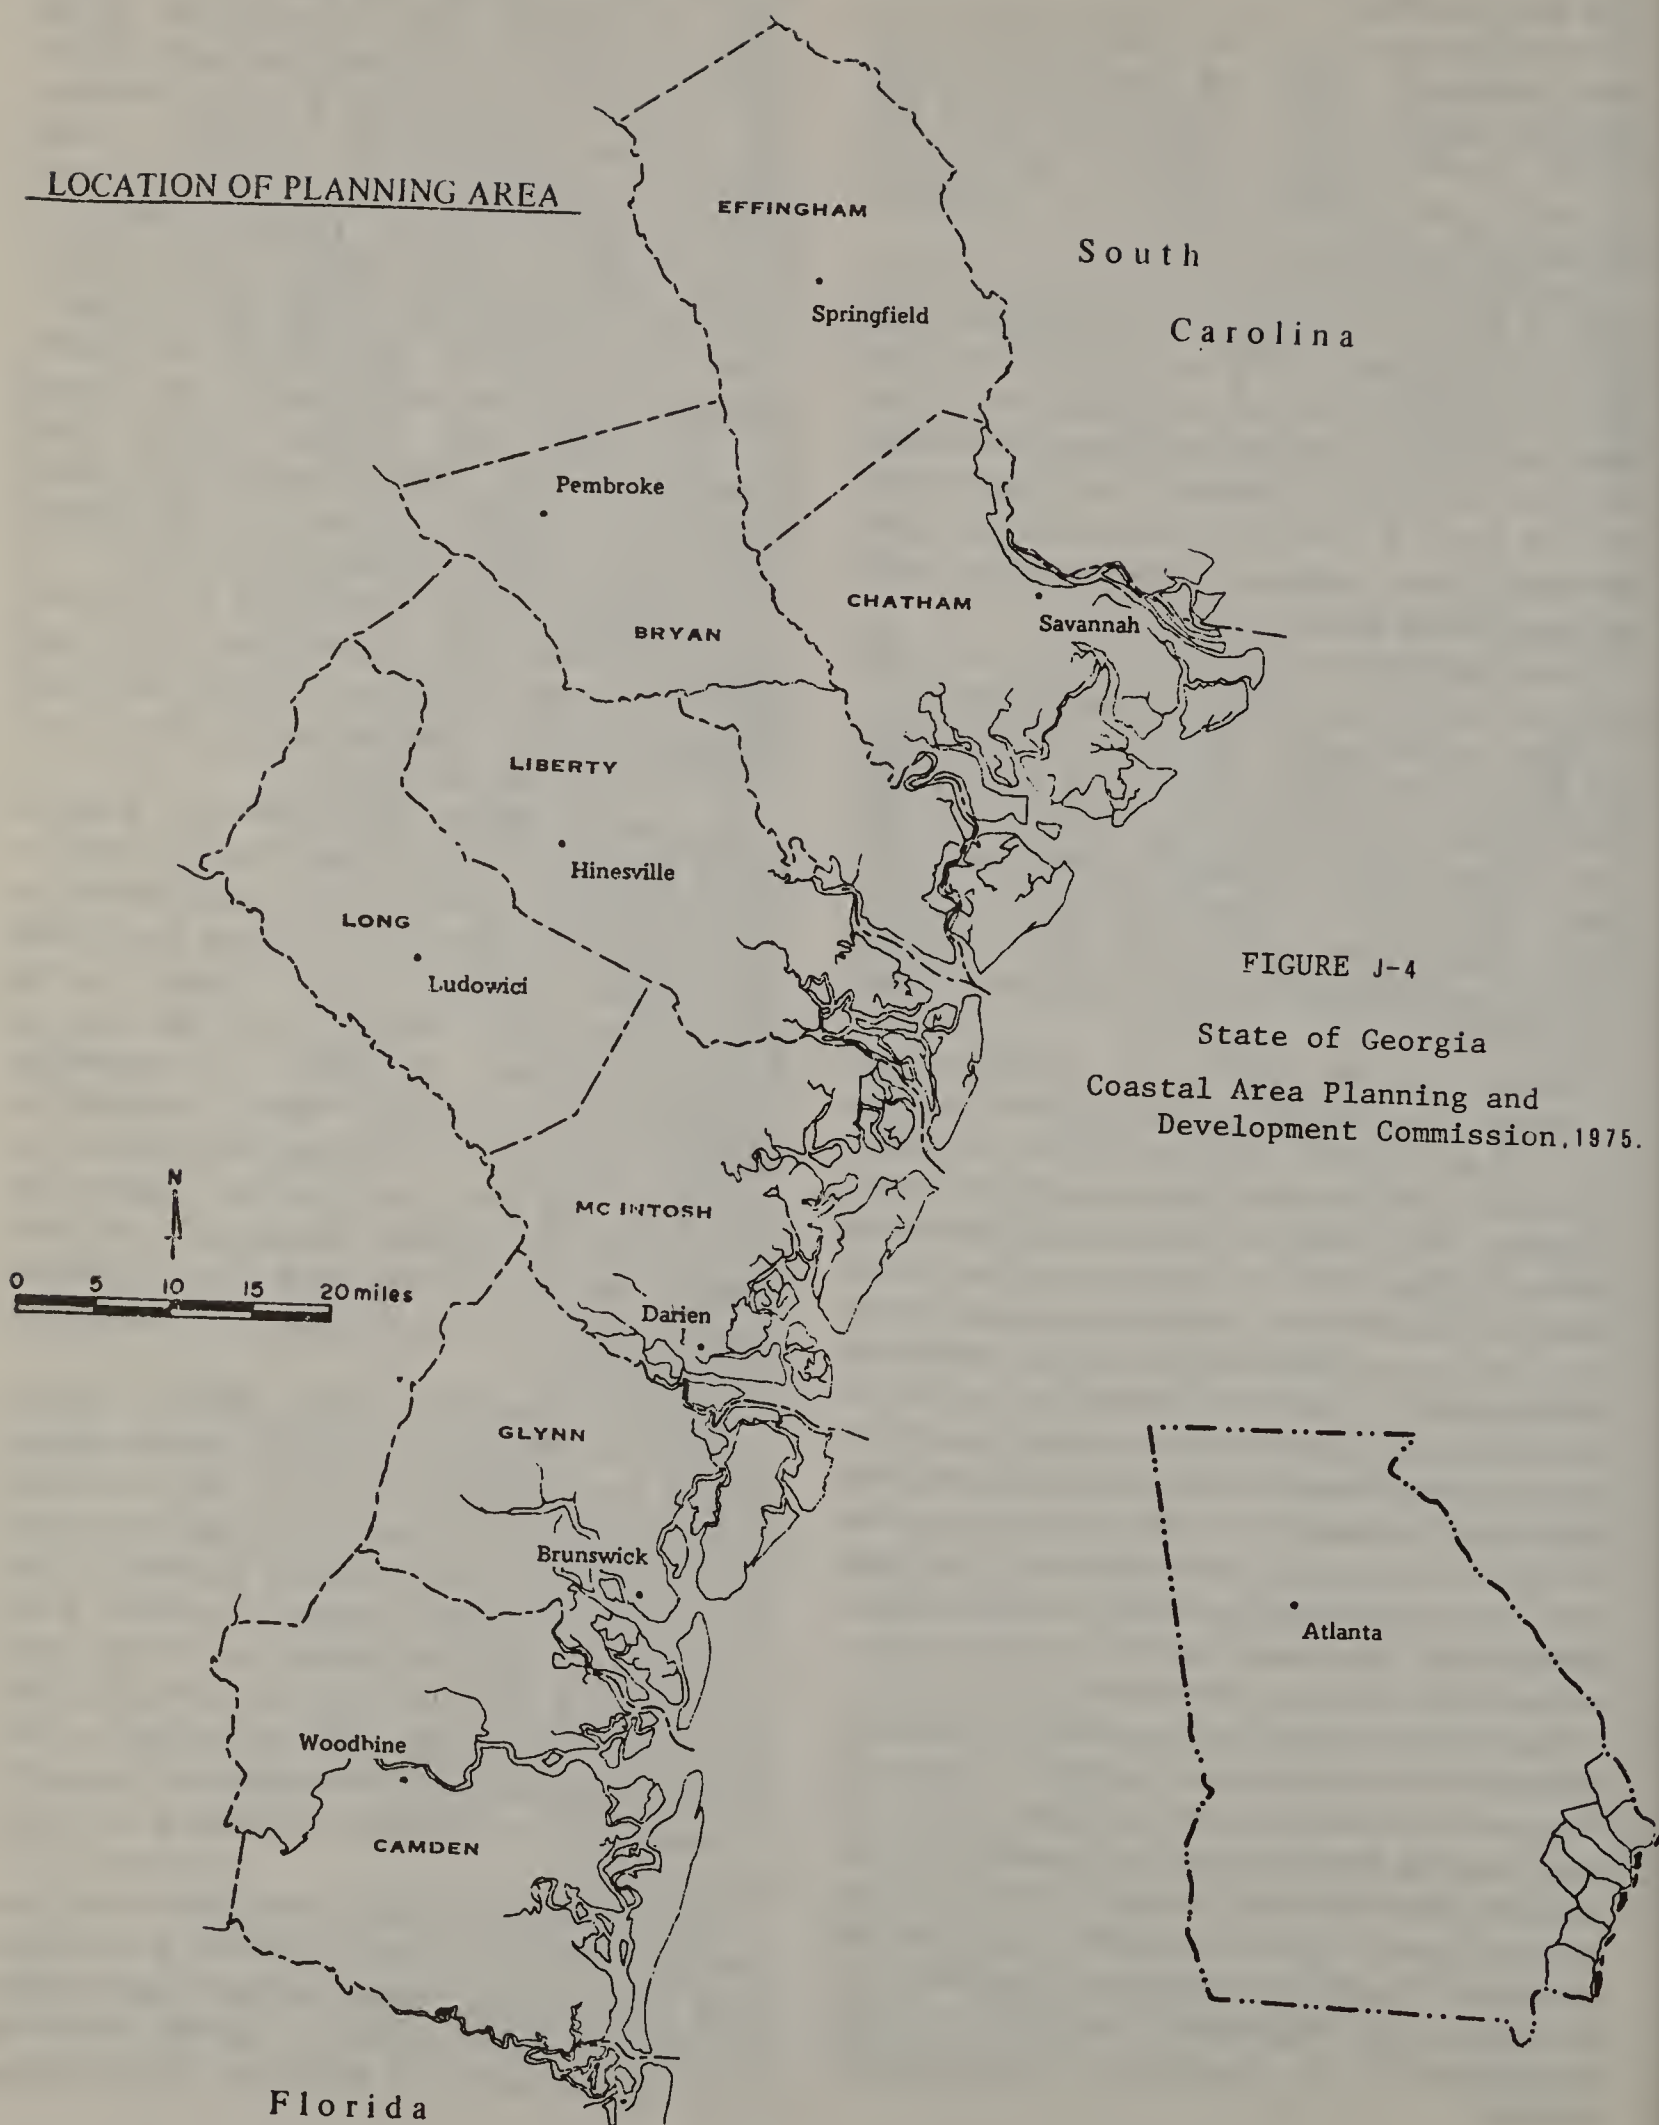 LOCATION OF PLANNING AREA
EFFINGHAM
Springfield
South
Carolina
Pembroke
BRYAN
CHATHAM
Savannah
LIBERTY
Hinesville
LONG
Ludowici
FIGURE J-4
State of Georgia
Coastal Area Planning and
Development Commission, 1975.
N
0 5 10 15 20 miles
MC INTOSH
Darien
GLYNN
Brunswick
Woodbine
CAMDEN
Atlanta
Florida